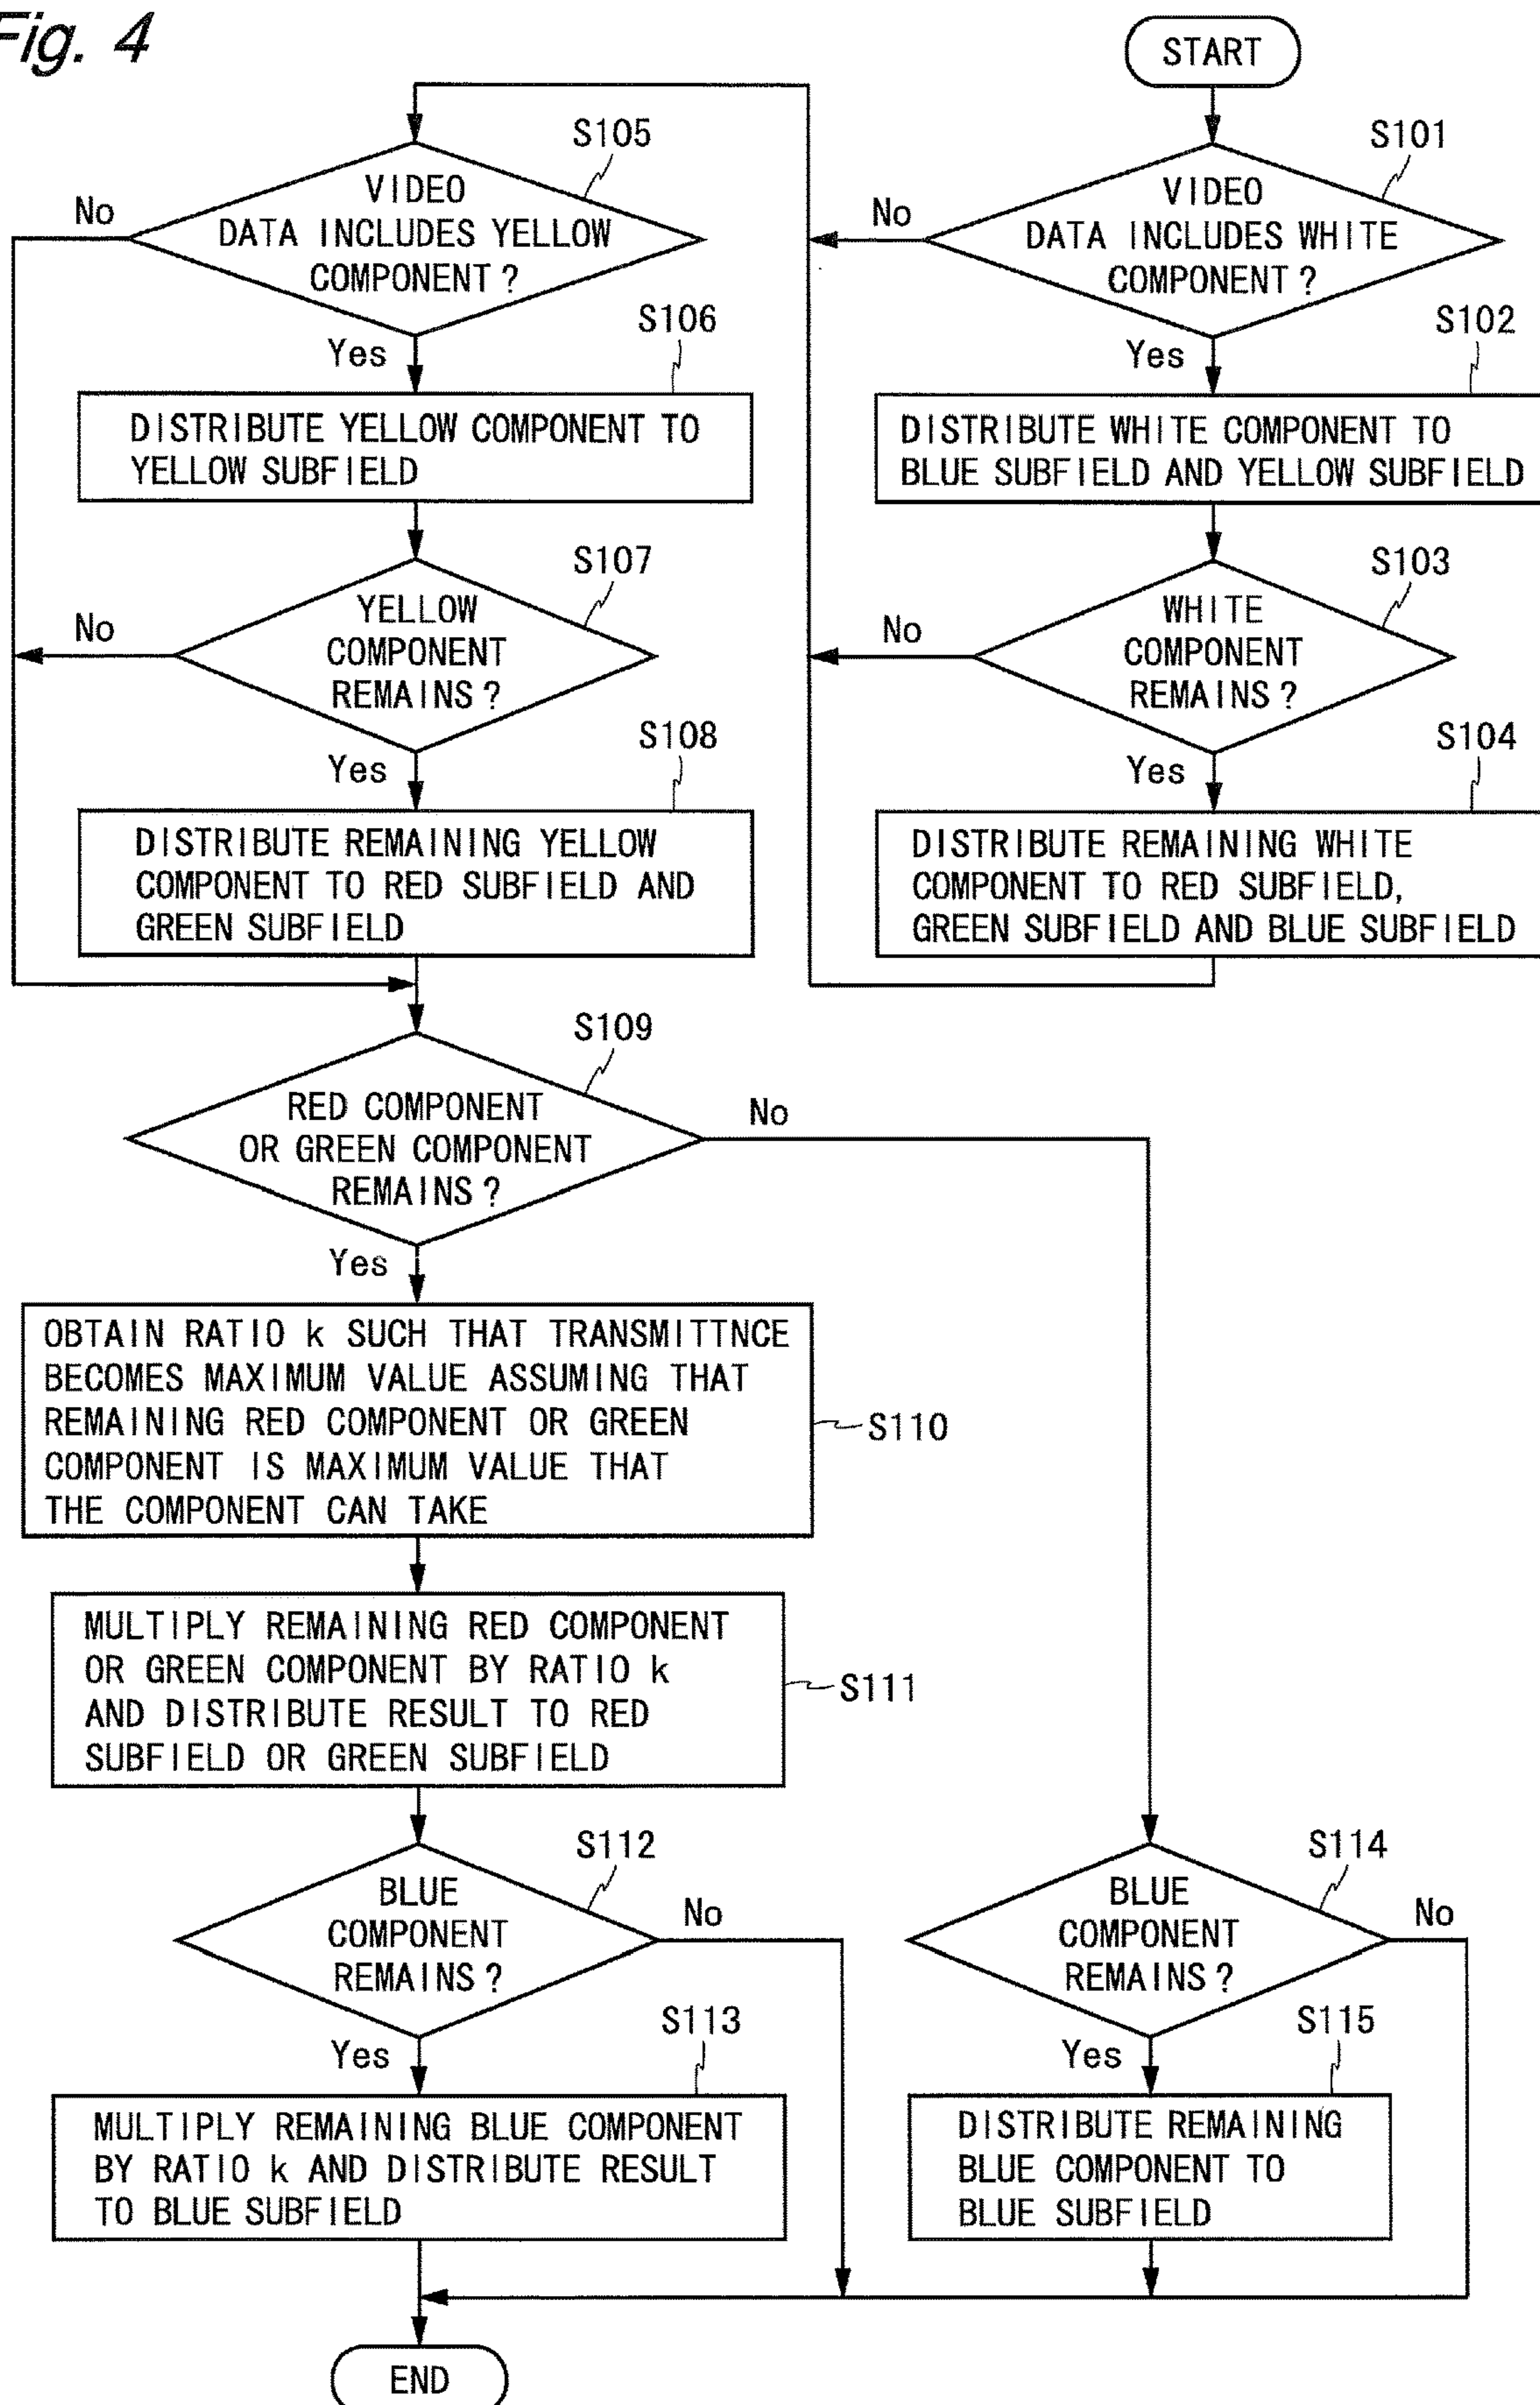 Fig. 4
START
S101
VIDEO
DATA INCLUDES WHITE
COMPONENT?
No
Yes
S102
DISTRIBUTE WHITE COMPONENT TO
BLUE SUBFIELD AND YELLOW SUBFIELD
S103
WHITE
COMPONENT
REMAINS?
No
Yes
S104
DISTRIBUTE REMAINING WHITE
COMPONENT TO RED SUBFIELD,
GREEN SUBFIELD AND BLUE SUBFIELD
S105
VIDEO
DATA INCLUDES YELLOW
COMPONENT?
No
Yes
S106
DISTRIBUTE YELLOW COMPONENT TO
YELLOW SUBFIELD
S107
YELLOW
COMPONENT
REMAINS?
No
Yes
S108
DISTRIBUTE REMAINING YELLOW
COMPONENT TO RED SUBFIELD AND
GREEN SUBFIELD
S109
RED COMPONENT
OR GREEN COMPONENT
REMAINS?
No
Yes
OBTAIN RATIO k SUCH THAT TRANSMITTNCE
BECOMES MAXIMUM VALUE ASSUMING THAT
REMAINING RED COMPONENT OR GREEN
COMPONENT IS MAXIMUM VALUE THAT
THE COMPONENT CAN TAKE
S110
MULTIPLY REMAINING RED COMPONENT
OR GREEN COMPONENT BY RATIO k
AND DISTRIBUTE RESULT TO RED
SUBFIELD OR GREEN SUBFIELD
S111
S112
BLUE
COMPONENT
REMAINS?
No
Yes
S113
MULTIPLY REMAINING BLUE COMPONENT
BY RATIO k AND DISTRIBUTE RESULT
TO BLUE SUBFIELD
S114
BLUE
COMPONENT
REMAINS?
No
Yes
S115
DISTRIBUTE REMAINING
BLUE COMPONENT TO
BLUE SUBFIELD
END